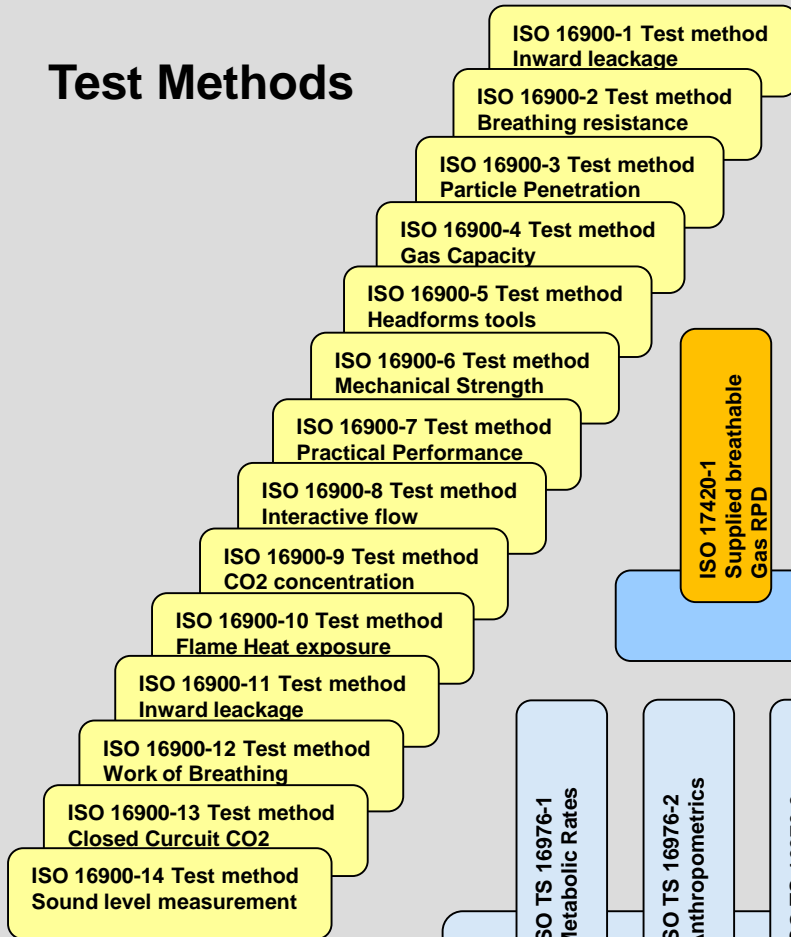 Test Methods
ISO 16900-1 Test method
Inward leackage
ISO 16900-2 Test method
Breathing resistance
ISO 16900-3 Test method
Particle Penetration
ISO 16900-4 Test method
Gas Capacity
ISO 16900-5 Test method
Headforms tools
ISO 16900-6 Test method
Mechanical Strength
ISO 16900-7 Test method
Practical Performance
ISO 16900-8 Test method
Interactive flow
ISO 16900-9 Test method
CO2 concentration
ISO 16900-10 Test method
Flame Heat exposure
ISO 16900-11 Test method
Inward leackage
ISO 16900-12 Test method
Work of Breathing
ISO 16900-13 Test method
Closed Curcuit CO2
ISO 16900-14 Test method
Sound level measurement
ISO 17420-1
Supplied breathable
Gas RPD
SO TS 16976-1
Metabolic Rates
SO TS 16976-2
nthropometrics